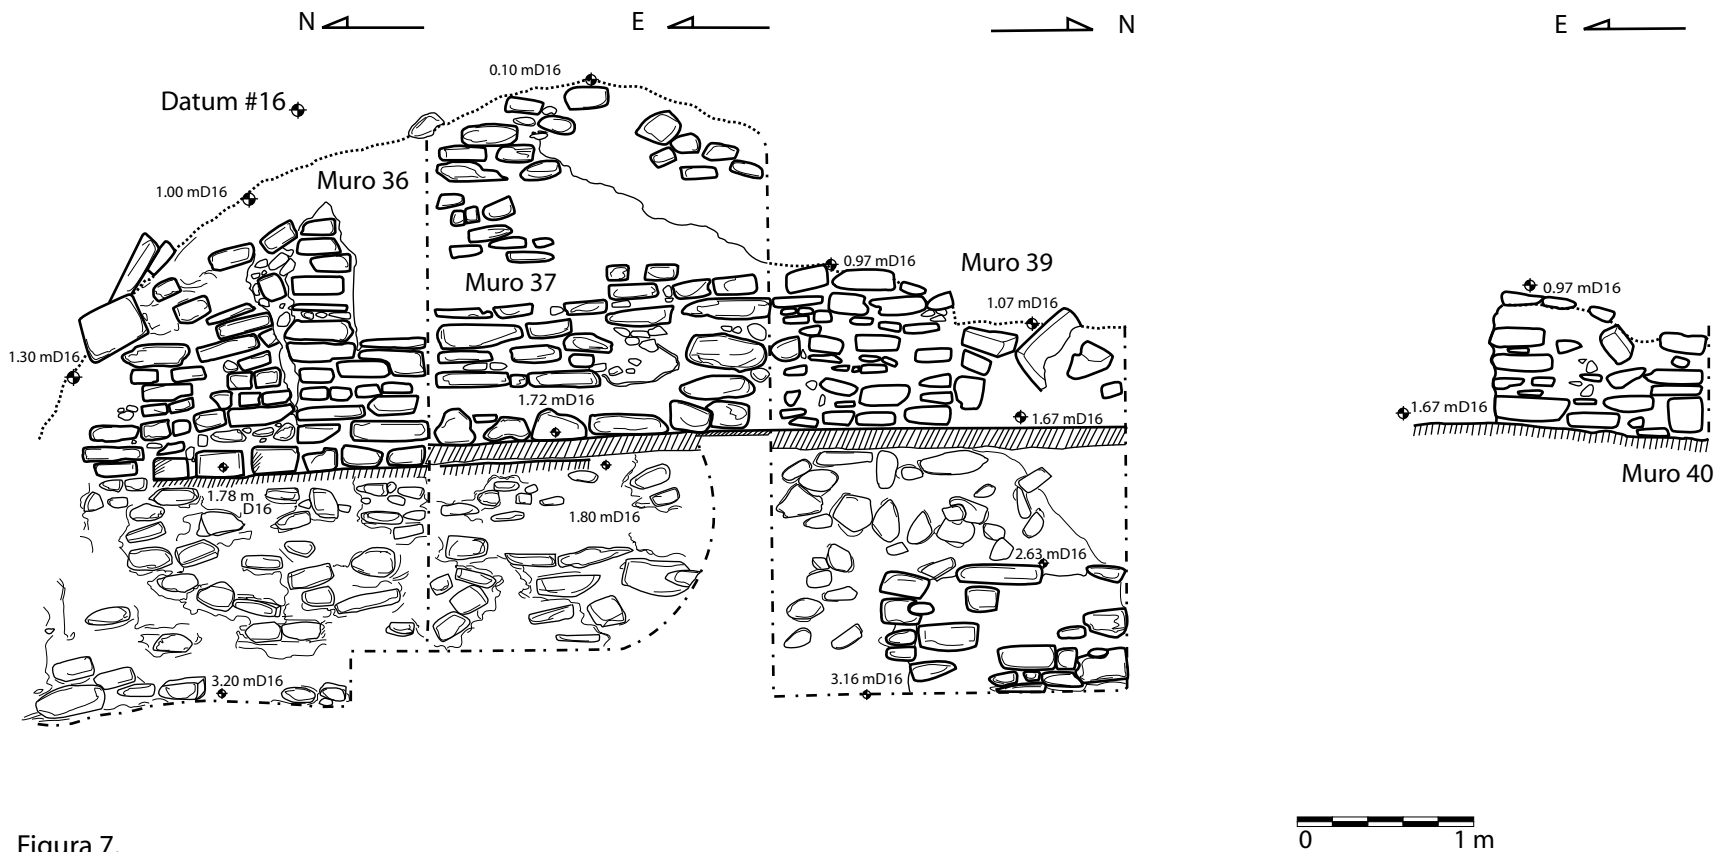 N
E
N
E
0.10 mD16
Datum #16
Muro 36
1.00 mD16
Muro 37
0.97 mD16
Muro 39
1.07 mD16
0.97 mD16
1.30 mD16
1.72 mD16
1.67 mD16
1.67 mD16
Muro 40
1.78 m
D16
1.80 mD16
2.63 mD16
3.20 mD16
3.16 mD16
0
1 m
Figura 7.